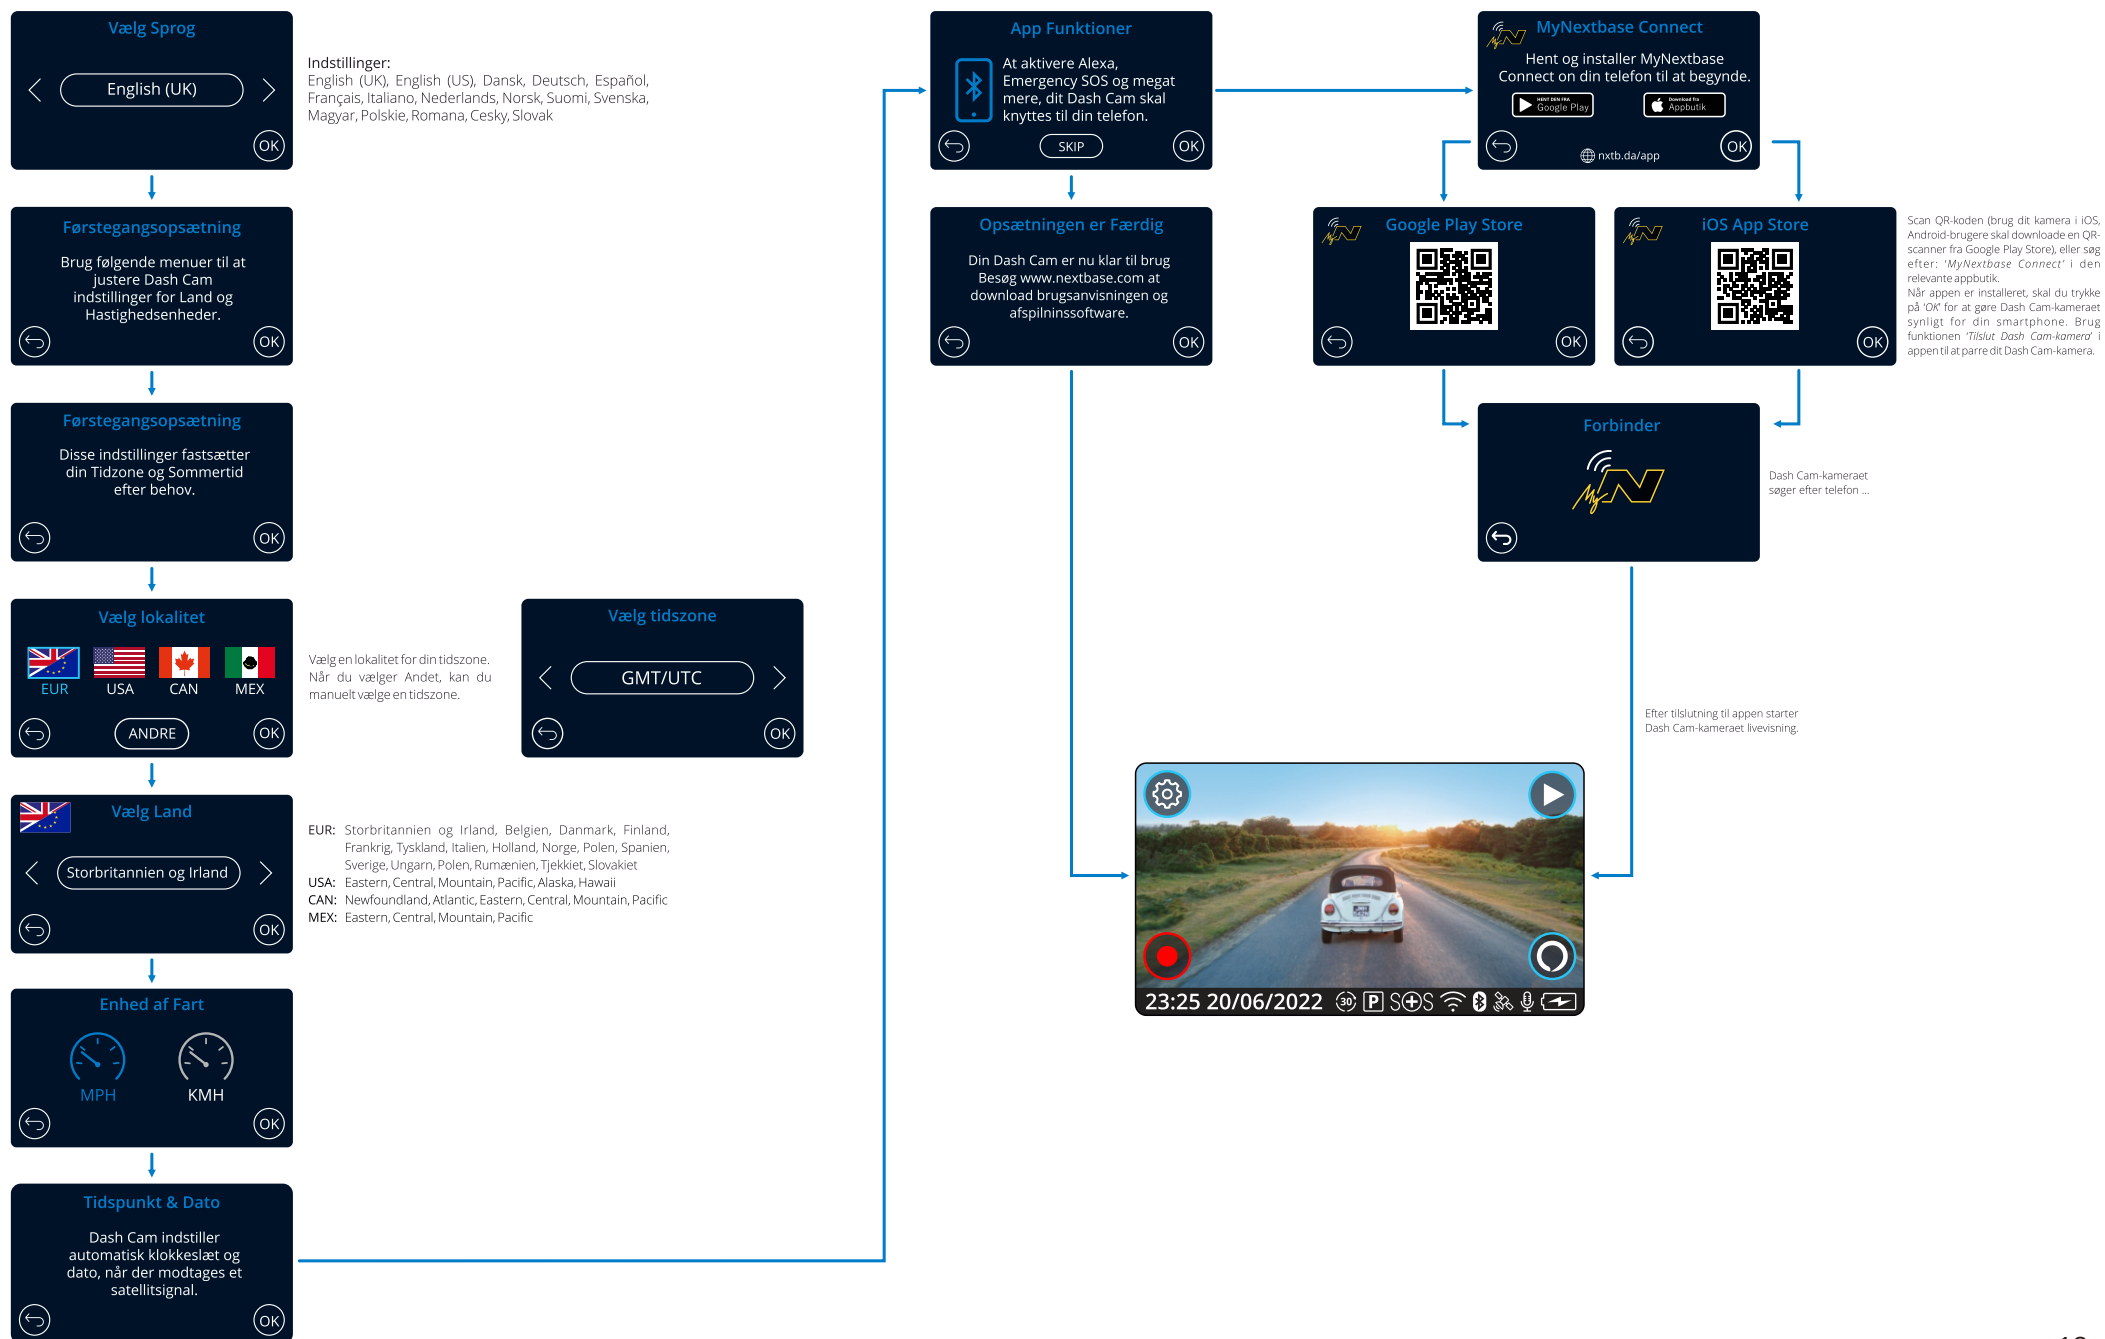 Vælg Sprog
English (UK)
OK
Indstillinger:
English (UK), English (US), Dansk, Deutsch, Español,
Français, Italiano, Nederlands, Norsk, Suomi, Svenska,
Magyar, Polskie, Romana, Cesky, Slovak
Førstegangsopsætning
Brug følgende menuer til at
justere Dash Cam
indstillinger for Land og
Hastighedsenheder.
OK
Førstegangsopsætning
Disse indstillinger fastsætter
din Tidzone og Sommertid
efter behov.
OK
Vælg lokalitet
EUR USA CAN MEX
ANDRE
OK
Vælg en lokalitet for din tidszone.
Når du vælger Andet, kan du
manuelt vælge en tidszone.
Vælg tidszone
GMT/UTC
OK
Vælg Land
Storbritannien og Irland
OK
EUR: Storbritannien og Irland, Belgien, Danmark, Finland,
Frankrig, Tyskland, Italien, Holland, Norge, Polen, Spanien,
Sverige, Ungarn, Polen, Rumænien, Tjekkiet, Slovakiet
USA: Eastern, Central, Mountain, Pacific, Alaska, Hawaii
CAN: Newfoundland, Atlantic, Eastern, Central, Mountain, Pacific
MEX: Eastern, Central, Mountain, Pacific
Enhed af Fart
MPH KMH
OK
Tidspunkt & Dato
Dash Cam indstiller
automatisk klokkeslæt og
dato, når der modtages et
satellitsignal.
OK
App Funktioner
At aktivere Alexa,
Emergency SOS og megat
mere, dit Dash Cam skal
knyttes til din telefon.
SKIP
OK
Opsætningen er Færdig
Din Dash Cam er nu klar til brug
Besøg www.nextbase.com at
download brugsanvisningen og
afspilninssoftware.
My N
MyNextbase Connect
Hent og installer MyNextbase
Connect on din telefon til at begynde.
HENT DEN FRA
Google Play
Download fra
Appbutik
nxtb.da/app
OK
My N
Google Play Store
OK
My N
iOS App Store
OK
Scan QR-koden (brug dit kamera i iOS,
Android-brugere skal downloade en QR-
scanner fra Google Play Store), eller søg
efter: 'MyNextbase Connect' i den
relevante appbutik.
Når appen er installeret, skal du trykke
på 'OK' for at gøre Dash Cam-kameraet
synligt for din smartphone. Brug
funktionen 'Tilslut Dash Cam-kamera' i
appen til at parre dit Dash Cam-kamera.
Forbinder
My N
Dash Cam-kameraet
søger efter telefon ...
Efter tilslutning til appen starter
Dash Cam-kameraet livevisning.
23:25 20/06/2022 30 P SOS